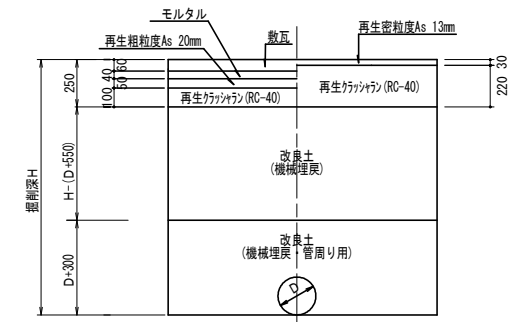 モルタル
再生密粒度As 13mm
敷瓦
再生粗粒度As 20mm
60
40
50
100
250
30
220
再生クラッシャラン(RC-40)
再生クラッシャラン(RC-40)
掘削深H
H-(D+550)
改良土
(機械埋戻)
D+300
改良土
(機械埋戻・管周り用)
D